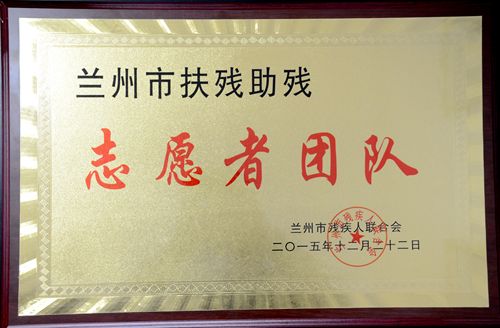 兰州市扶残助残
志愿者团队
兰州市残疾人联合会
二〇一五年十二月二十二日